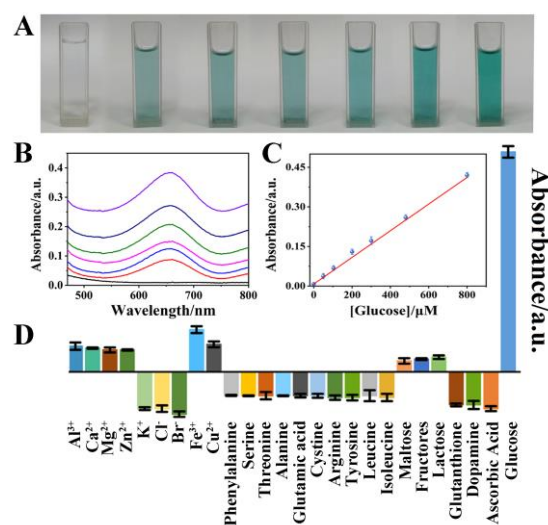 A
B
Absorbance/a.u.
0.4
0.3
0.2
0.1
0.0
500
600
700
800
Wavelength/nm
C
Absorbance/a.u.
0.45
0.30
0.15
0.00
0
200
400
600
800
[Glucose]/μM
Absorbance/a.u.
D
Al³⁺
Ca²⁺
Mg²⁺
Zn²⁺
K⁺
Cl⁻
Br⁻
Fe³⁺
Cu²⁺
Phenylalanine
Serine
Threonine
Alanine
Glutamic acid
Cystine
Arginine
Tyrosine
Leucine
Isoleucine
Maltose
Fructores
Lactose
Glutanthione
Dopamine
Ascorbic Acid
Glucose